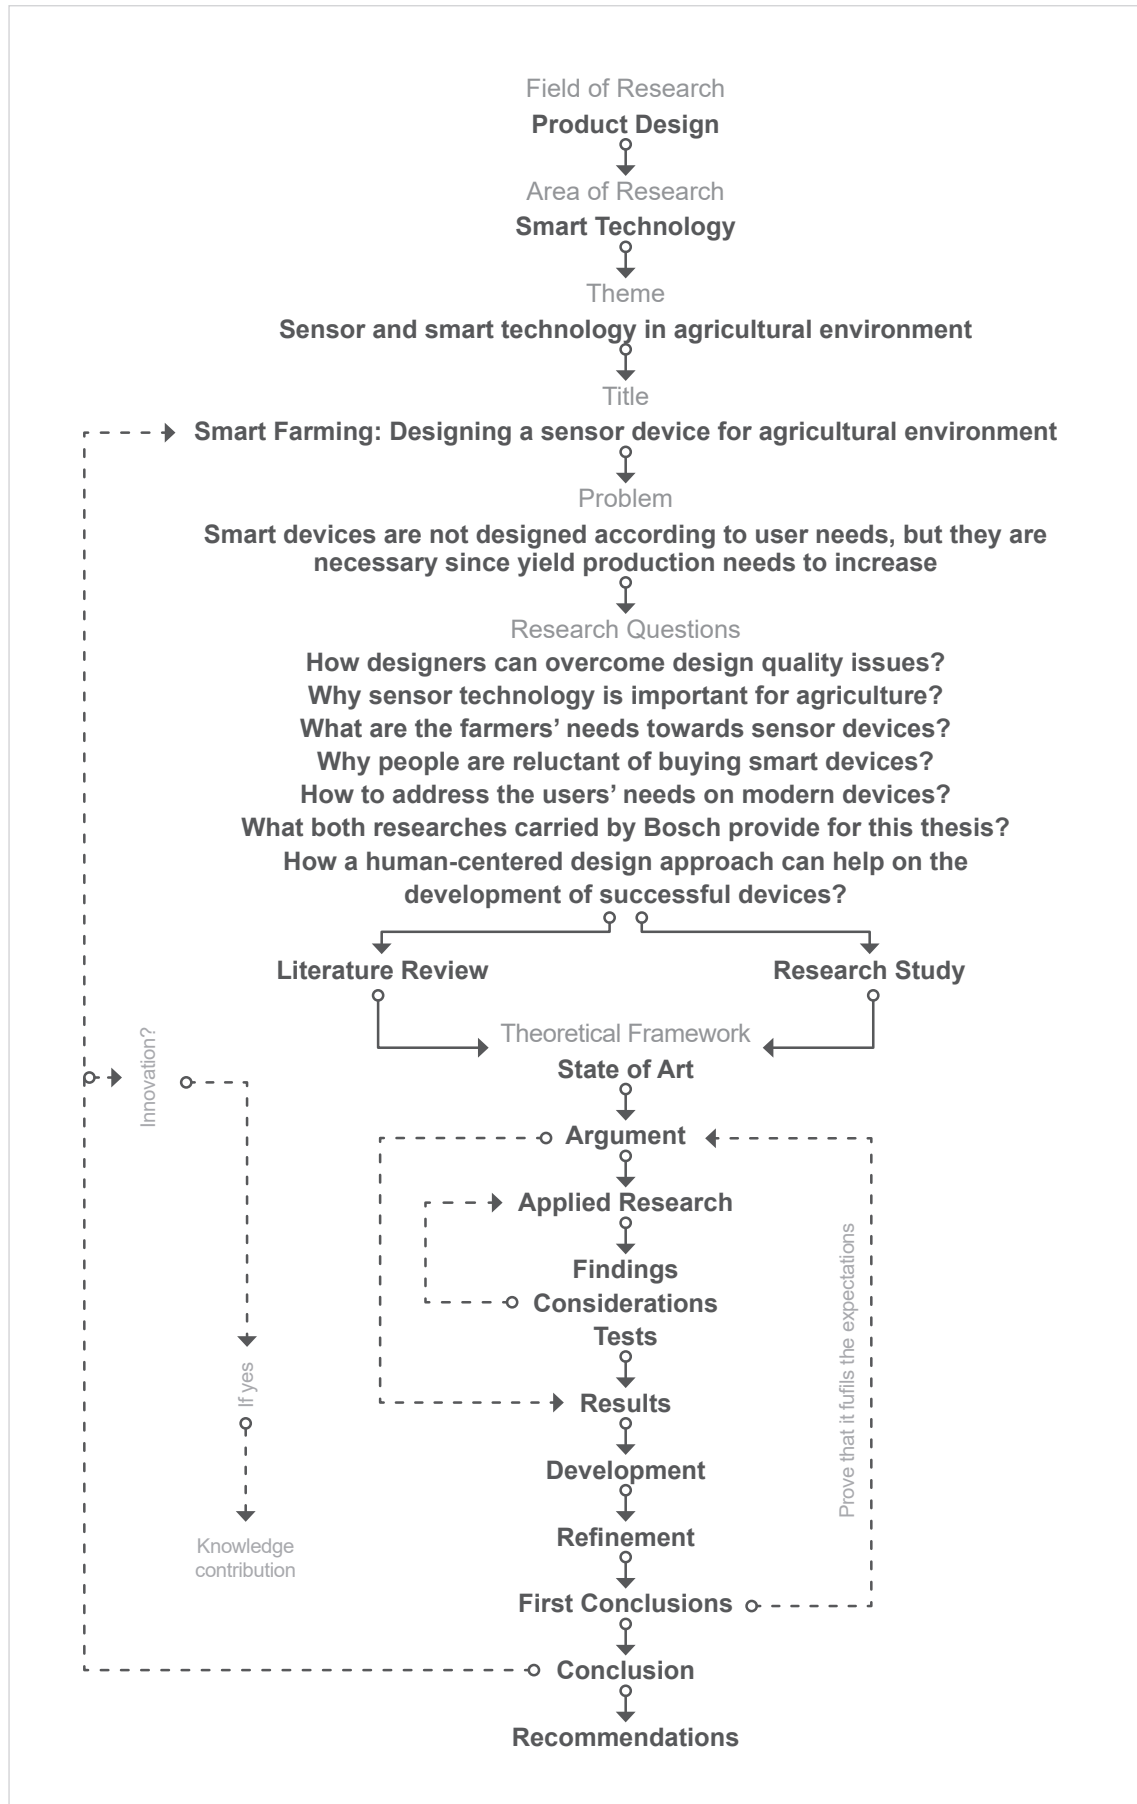 Field of Research
Product Design
Area of Research
Smart Technology
Theme
Sensor and smart technology in agricultural environment
Title
Smart Farming: Designing a sensor device for agricultural environment
Problem
Smart devices are not designed according to user needs, but they are
necessary since yield production needs to increase
Research Questions
How designers can overcome design quality issues?
Why sensor technology is important for agriculture?
What are the farmers’ needs towards sensor devices?
Why people are reluctant of buying smart devices?
How to address the users’ needs on modern devices?
What both researches carried by Bosch provide for this thesis?
How a human-centered design approach can help on the
development of successful devices?
Literature Review
Research Study
Theoretical Framework
State of Art
Innovation?
Argument
Applied Research
Findings
Considerations
Tests
Results
Prove that it fufils the expectations
If yes
Development
Refinement
Knowledge
contribution
First Conclusions
Conclusion
Recommendations